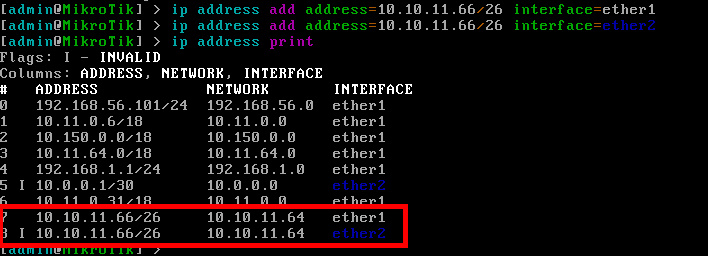 [admin@MikroTik] > ip address add address=10.10.11.66/26 interface=ether1
[admin@MikroTik] > ip address add address=10.10.11.66/26 interface=ether2
[admin@MikroTik] > ip address print
Flags: I - INVALID
Columns: ADDRESS, NETWORK, INTERFACE
# ADDRESS NETWORK INTERFACE
0 192.168.56.101/24 192.168.56.0 ether1
1 10.11.0.6/18 10.11.0.0 ether1
2 10.150.0.0/18 10.150.0.0 ether1
3 10.11.64.0/18 10.11.64.0 ether1
4 192.168.1.1/24 192.168.1.0 ether1
5 I 10.0.0.1/30 10.0.0.0 ether2
6 10.11.0.31/18 10.11.0.0 ether1
7 10.10.11.66/26 10.10.11.64 ether1
8 I 10.10.11.66/26 10.10.11.64 ether2
[admin@MikroTik] >